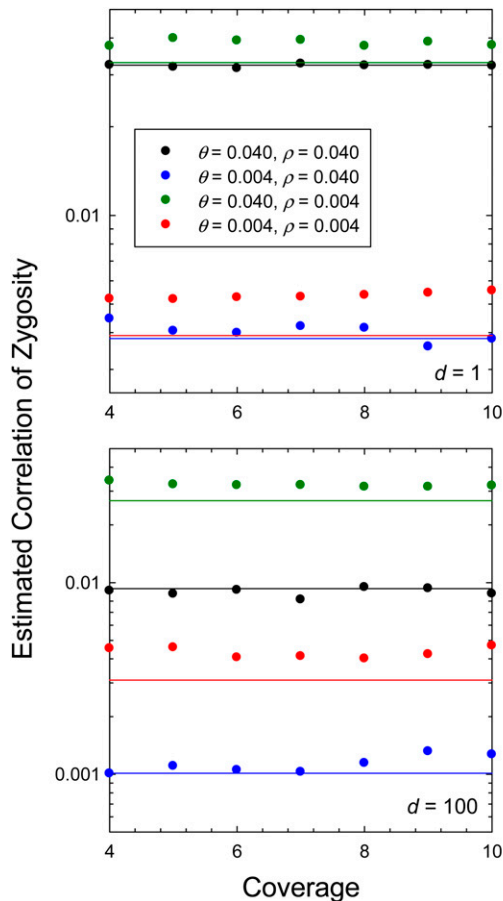 θ = 0.040, ρ = 0.040
θ = 0.004, ρ = 0.040
θ = 0.040, ρ = 0.004
θ = 0.004, ρ = 0.004
0.01
d = 1
4 6 8 10
Estimated Correlation of Zygosity
0.01
0.001
d = 100
4 6 8 10
Coverage